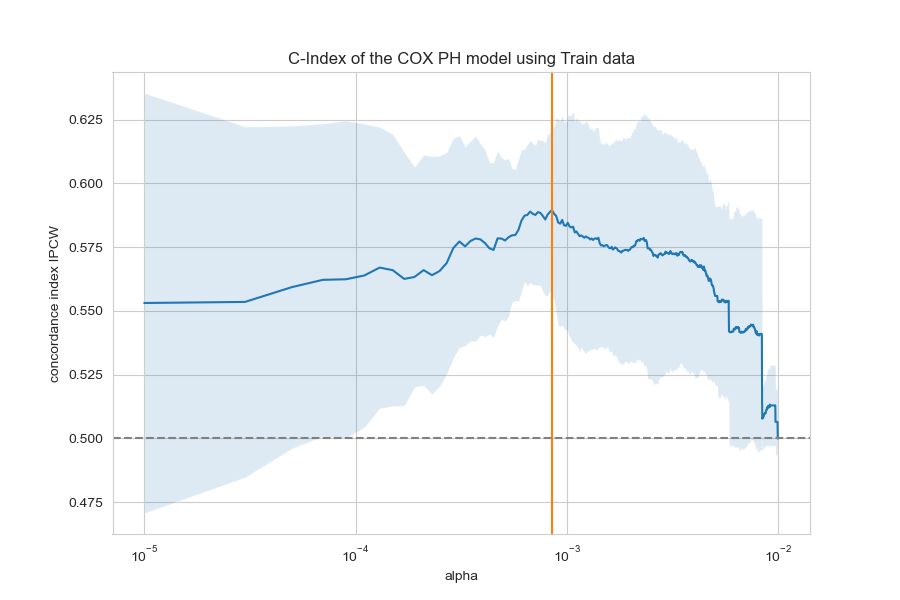 C-Index of the COX PH model using Train data
concordance index IPCW
0.625
0.600
0.575
0.550
0.525
0.500
0.475
10⁻⁵ 10⁻⁴ 10⁻³ 10⁻²
alpha